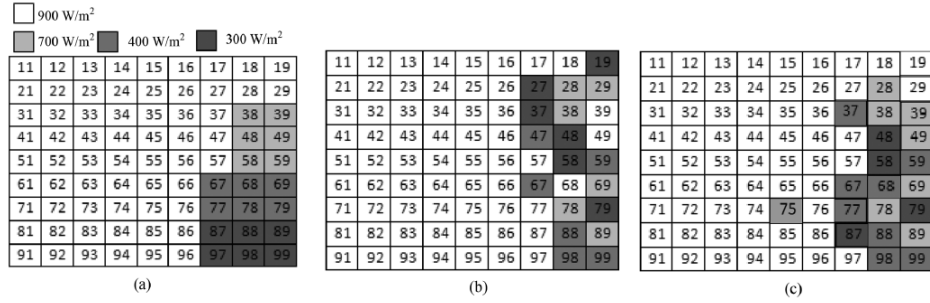 900 W/m²
700 W/m² 400 W/m² 300 W/m²
11 12 13 14 15 16 17 18 19
21 22 23 24 25 26 27 28 29
31 32 33 34 35 36 37 38 39
41 42 43 44 45 46 47 48 49
51 52 53 54 55 56 57 58 59
61 62 63 64 65 66 67 68 69
71 72 73 74 75 76 77 78 79
81 82 83 84 85 86 87 88 89
91 92 93 94 95 96 97 98 99
(a)
11 12 13 14 15 16 17 18 19
21 22 23 24 25 26 27 28 29
31 32 33 34 35 36 37 38 39
41 42 43 44 45 46 47 48 49
51 52 53 54 55 56 57 58 59
61 62 63 64 65 66 67 68 69
71 72 73 74 75 76 77 78 79
81 82 83 84 85 86 87 88 89
91 92 93 94 95 96 97 98 99
(b)
11 12 13 14 15 16 17 18 19
21 22 23 24 25 26 27 28 29
31 32 33 34 35 36 37 38 39
41 42 43 44 45 46 47 48 49
51 52 53 54 55 56 57 58 59
61 62 63 64 65 66 67 68 69
71 72 73 74 75 76 77 78 79
81 82 83 84 85 86 87 88 89
91 92 93 94 95 96 97 98 99
(c)